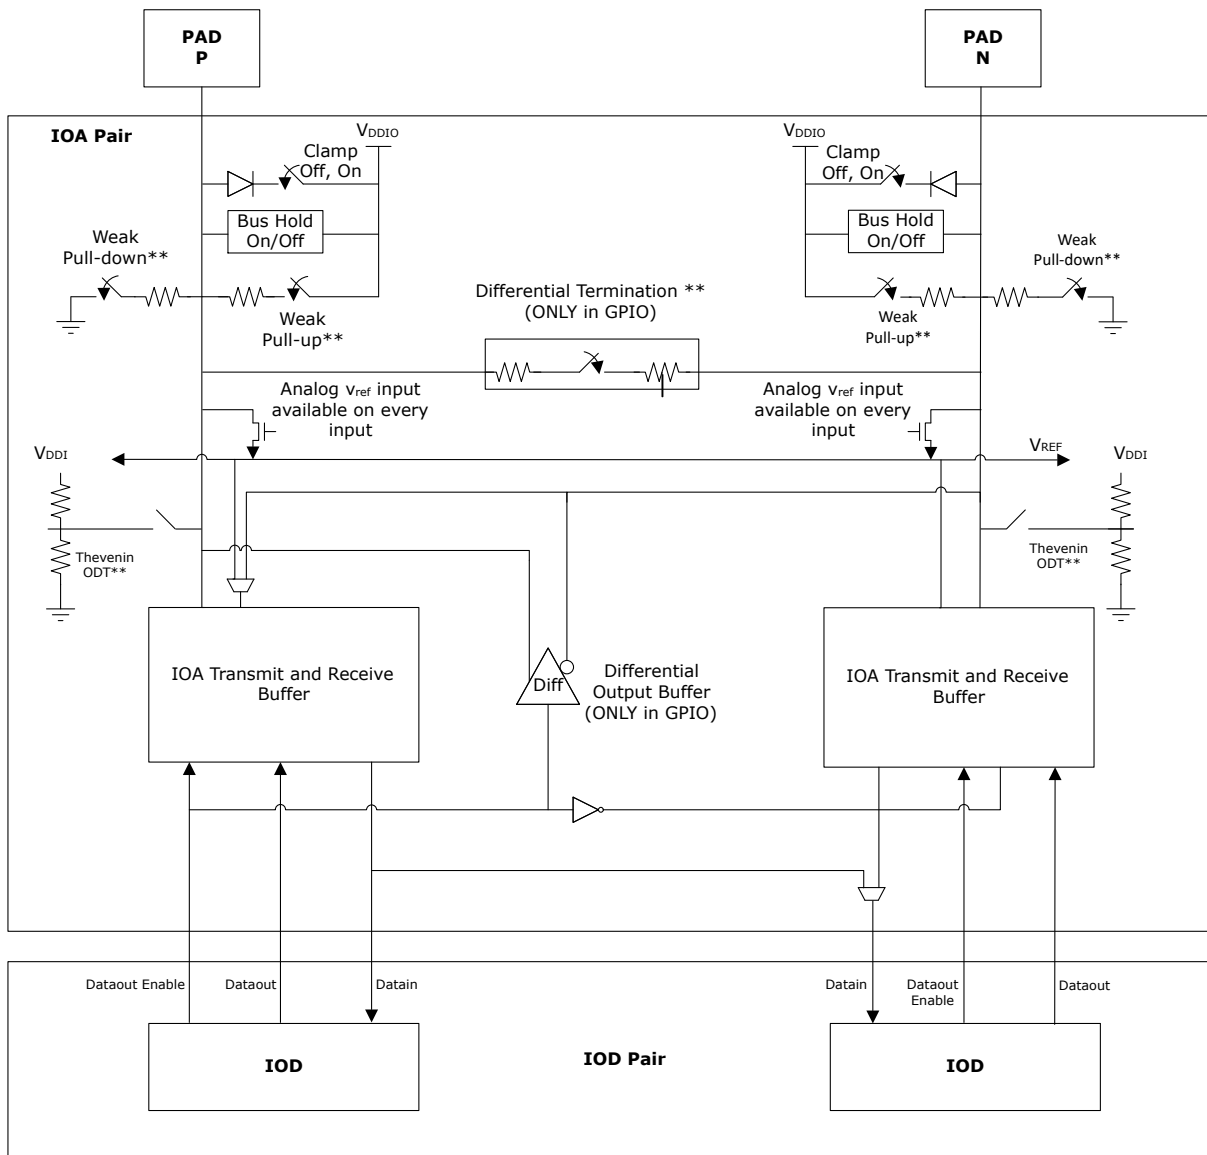 PAD
P
PAD
N
IOA Pair
VDDIO
Clamp
Off, On
VDDIO
Clamp
Off, On
Bus Hold
On/Off
Bus Hold
On/Off
Weak
Pull-down**
Weak
Pull-down**
Weak
Pull-up**
Differential Termination **
(ONLY in GPIO)
Weak
Pull-up**
Analog vref input
available on every
input
Analog vref input
available on every
input
VDDI
VREF
VDDI
Thevenin
ODT**
Thevenin
ODT**
IOA Transmit and Receive
Buffer
Diff
Differential
Output Buffer
(ONLY in GPIO)
IOA Transmit and Receive
Buffer
Dataout Enable
Dataout
Datain
Datain
Dataout
Enable
Dataout
IOD
IOD Pair
IOD